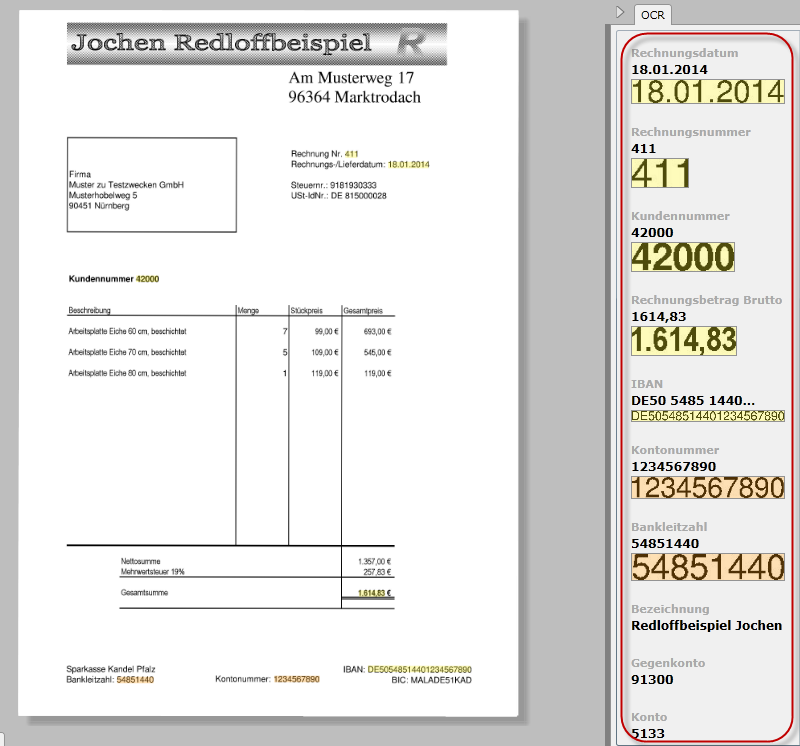 Jochen Redloffbeispiel R
Am Musterweg 17
96364 Marktrodach
Rechnung Nr. 411
Rechnungs-/Lieferdatum: 18.01.2014
Steuernr.: 9181930333
USt-IdNr.: DE 815000028
Firma
Muster zu Testzwecken GmbH
Musterhobelweg 5
90451 Nürnberg
Kundennummer 42000
Beschreibung Menge Stückpreis Gesamtpreis
Arbeitsplatte Eiche 60 cm, beschichtet 7 99,00 € 693,00 €
Arbeitsplatte Eiche 70 cm, beschichtet 5 109,00 € 545,00 €
Arbeitsplatte Eiche 80 cm, beschichtet 1 119,00 € 119,00 €
Nettosumme 1.357,00 €
Mehrwertsteuer 19% 257,83 €
Gesamtsumme 1.614,83 €
Sparkasse Kandel Pfalz IBAN: DE50548514401234567890
Bankleitzahl: 54851440 Kontonummer: 1234567890 BIC: MALADE51KAD
OCR
Rechnungsdatum
18.01.2014
18.01.2014
Rechnungsnummer
411
411
Kundennummer
42000
42000
Rechnungsbetrag Brutto
1614,83
1.614,83
IBAN
DE50 5485 1440...
DE50548514401234567890
Kontonummer
1234567890
1234567890
Bankleitzahl
54851440
54851440
Bezeichnung
Redloffbeispiel Jochen
Gegenkonto
91300
Konto
5133